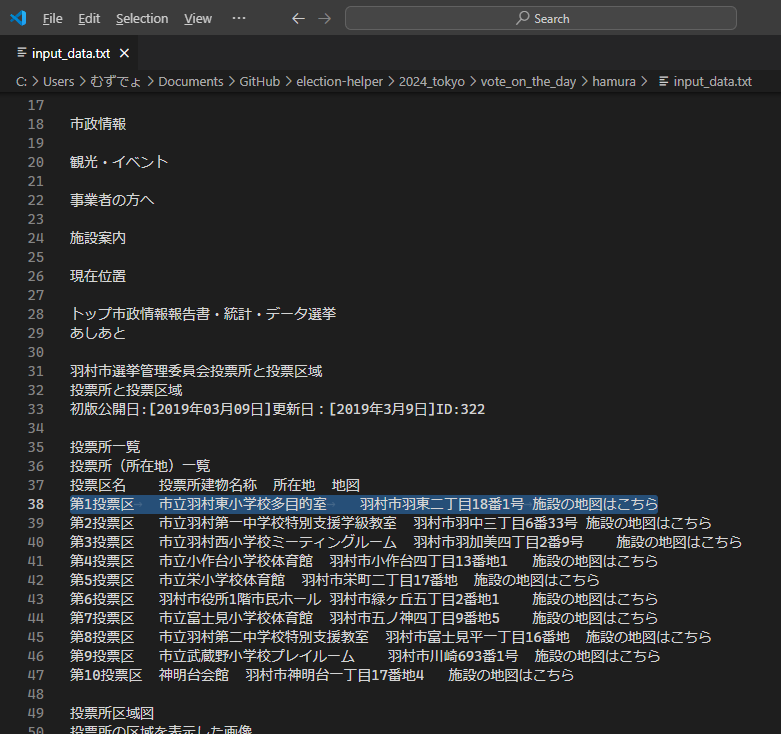 File Edit Selection View ··· ← → Search
input_data.txt ×
C: > Users > むずでょ > Documents > GitHub > election-helper > 2024_tokyo > vote_on_the_day > hamura > input_data.txt
17
18 市政情報
19
20 観光・イベント
21
22 事業者の方へ
23
24 施設案内
25
26 現在位置
27
28 トップ市政情報報告書・統計・データ選挙
29 あしあと
30
31 羽村市選挙管理委員会投票所と投票区域
32 投票所と投票区域
33 初版公開日:[2019年03月09日]更新日：[2019年3月9日]ID:322
34
35 投票所一覧
36 投票所（所在地）一覧
37 投票区名 投票所建物名称 所在地 地図
38 第1投票区 市立羽村東小学校多目的室 羽村市羽東二丁目18番1号 施設の地図はこちら
39 第2投票区 市立羽村第一中学校特別支援学級教室 羽村市羽中三丁目6番33号 施設の地図はこちら
40 第3投票区 市立羽村西小学校ミーティングルーム 羽村市羽加美四丁目2番9号 施設の地図はこちら
41 第4投票区 市立小作台小学校体育館 羽村市小作台四丁目13番地1 施設の地図はこちら
42 第5投票区 市立栄小学校体育館 羽村市栄町二丁目17番地 施設の地図はこちら
43 第6投票区 羽村市役所1階市民ホール 羽村市緑ヶ丘五丁目2番地1 施設の地図はこちら
44 第7投票区 市立富士見小学校体育館 羽村市五ノ神四丁目9番地5 施設の地図はこちら
45 第8投票区 市立羽村第二中学校特別支援教室 羽村市富士見平一丁目16番地 施設の地図はこちら
46 第9投票区 市立武蔵野小学校プレイルーム 羽村市川崎693番1号 施設の地図はこちら
47 第10投票区 神明台会館 羽村市神明台一丁目17番地4 施設の地図はこちら
48
49 投票所区域図
50 投票所の区域を表示した画像